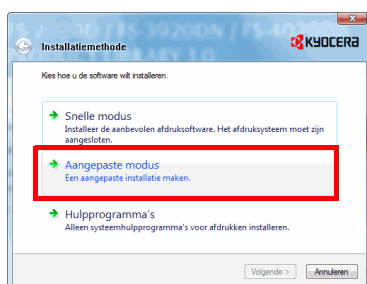 Installatiemethode
KYOCERA
Kies hoe u de software wilt installeren.
Snelle modus
Installeer de aanbevolen afdruksoftware. Het afdruksysteem moet zijn
aangesloten.
Aangepaste modus
Een aangepaste installatie maken.
Hulpprogramma's
Alleen systeemhulpprogramma's voor afdrukken installeren.
Volgende >
Annuleren